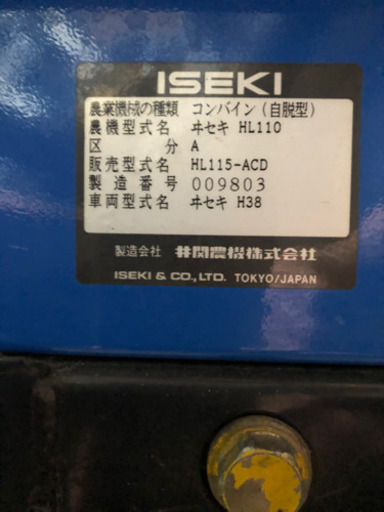 ISEKI
農業機械の種類 コンバイン(自脱型)
農機型式名 ヰセキ HL110
区分 A
販売型式名 HL115-ACD
製造番号 009803
車両型式名 ヰセキ H38
製造会社 井関農機株式会社
ISEKI & CO.,LTD. TOKYO/JAPAN